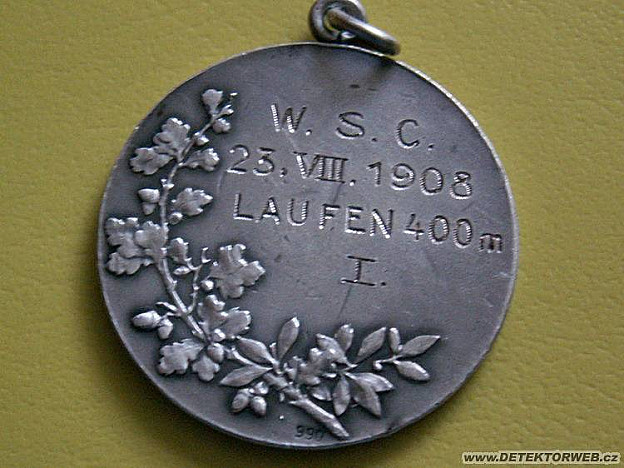 W. S. C.
23. VIII. 1908
LAUFEN 400 m
I.
990
www.DETEKTORWEB.cz